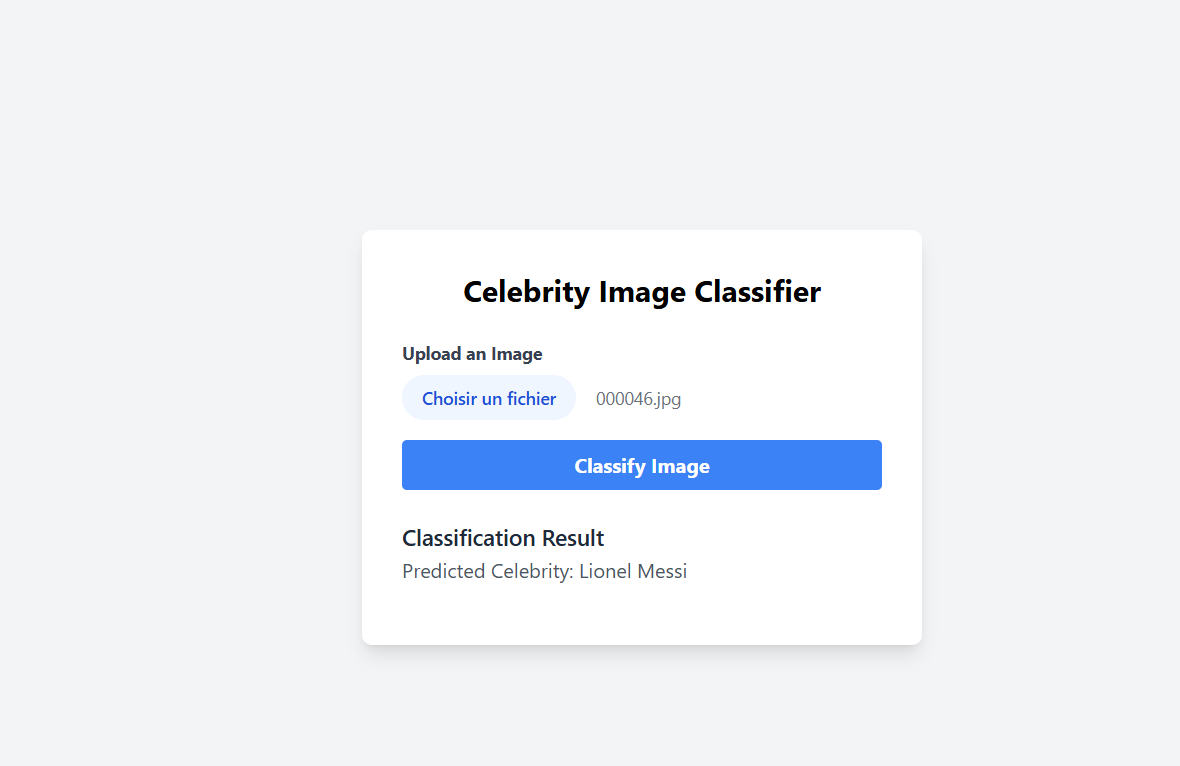 Celebrity Image Classifier
Upload an Image
Choisir un fichier 000046.jpg
Classify Image
Classification Result
Predicted Celebrity: Lionel Messi